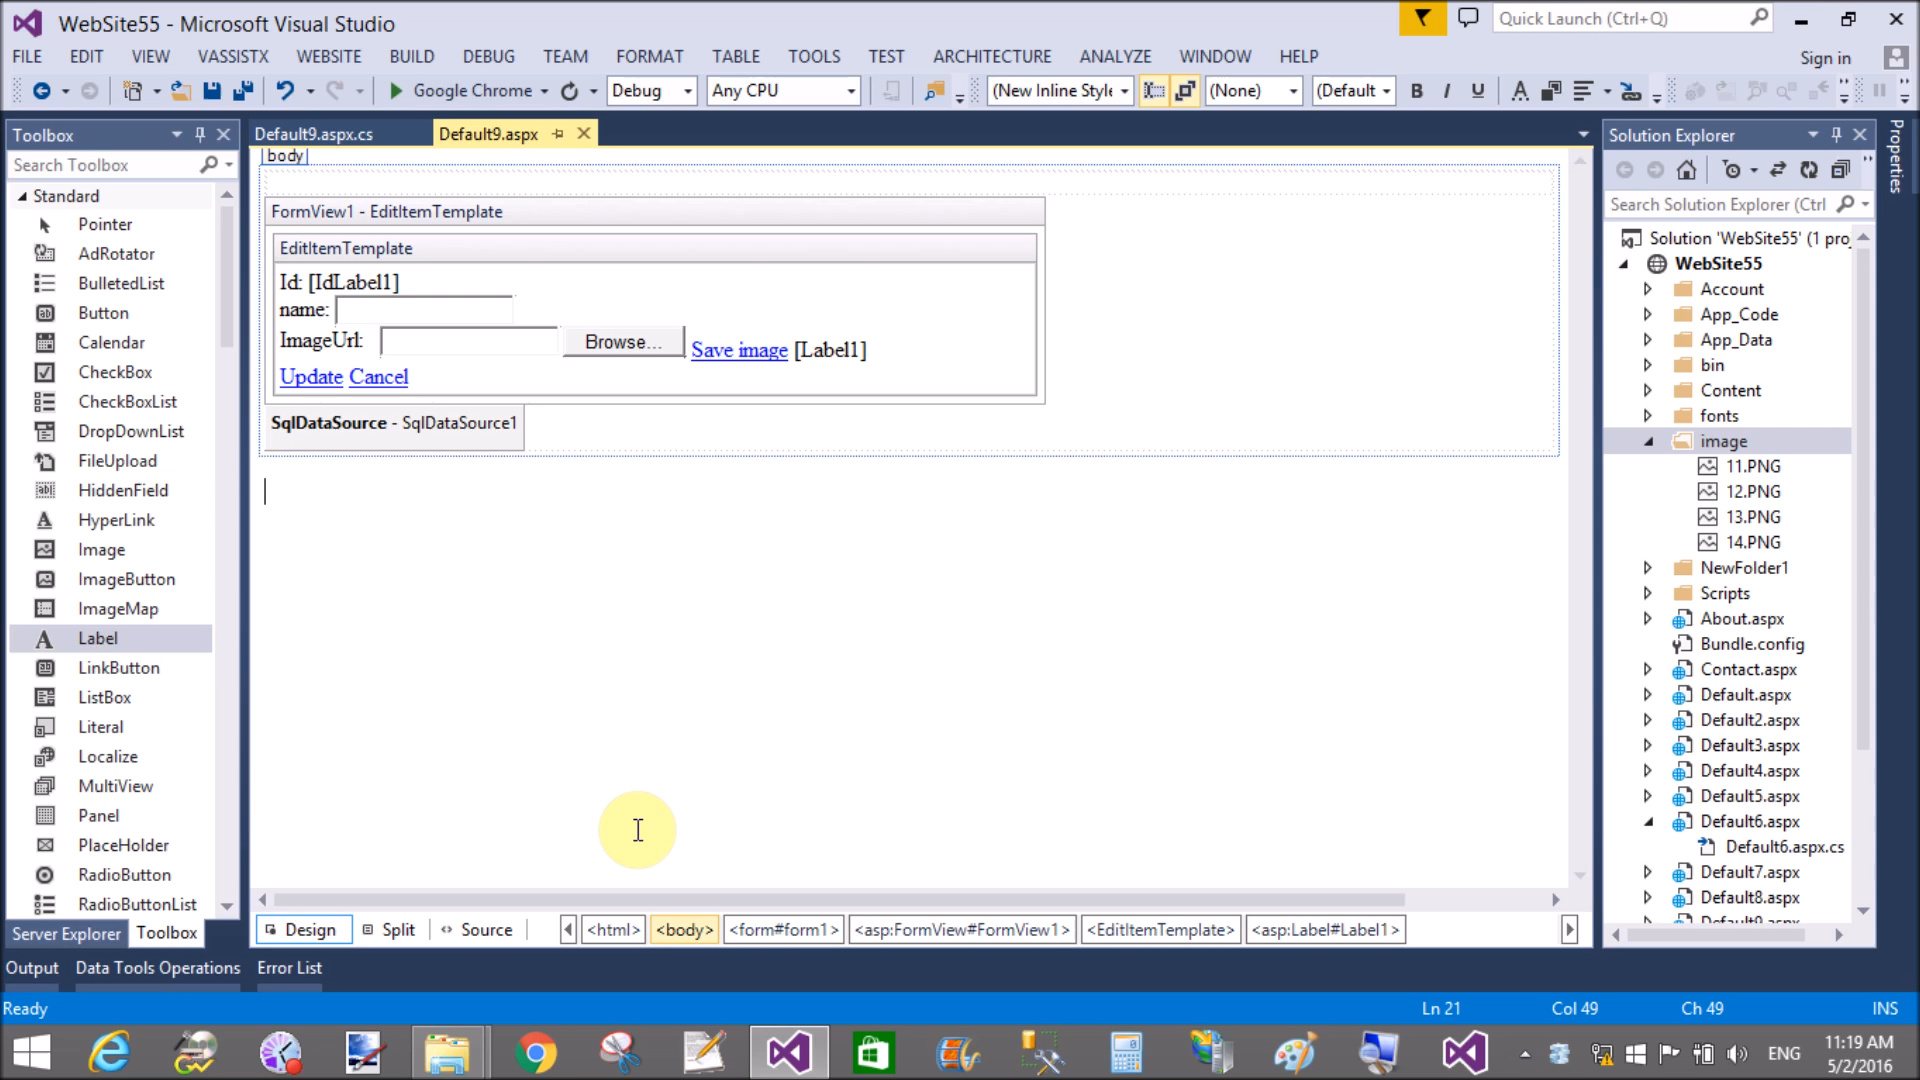 WebSite55 - Microsoft Visual Studio
Quick Launch (Ctrl+Q)
FILE EDIT VIEW VASSISTX WEBSITE BUILD DEBUG TEAM FORMAT TABLE TOOLS TEST ARCHITECTURE ANALYZE WINDOW HELP
Sign in
Google Chrome Debug Any CPU (New Inline Style (None) (Default B I U
Toolbox
Search Toolbox
Standard
Pointer
AdRotator
BulletedList
Button
Calendar
CheckBox
CheckBoxList
DropDownList
FileUpload
HiddenField
HyperLink
Image
ImageButton
ImageMap
Label
LinkButton
ListBox
Literal
Localize
MultiView
Panel
PlaceHolder
RadioButton
RadioButtonList
Server Explorer Toolbox
Default9.aspx.cs Default9.aspx
body
FormView1 - EditItemTemplate
EditItemTemplate
Id: [IdLabel1]
name:
ImageUrl: Browse... Save image [Label1]
Update Cancel
SqlDataSource - SqlDataSource1
Design Split Source <html> <body> <form#form1> <asp:FormView#FormView1> <EditItemTemplate> <asp:Label#Label1>
Solution Explorer
Search Solution Explorer (Ctrl
Solution 'WebSite55' (1 proj
WebSite55
Account
App_Code
App_Data
bin
Content
fonts
image
11.PNG
12.PNG
13.PNG
14.PNG
NewFolder1
Scripts
About.aspx
Bundle.config
Contact.aspx
Default.aspx
Default2.aspx
Default3.aspx
Default4.aspx
Default5.aspx
Default6.aspx
Default6.aspx.cs
Default7.aspx
Default8.aspx
Default9.aspx
Properties
Output Data Tools Operations Error List
Ready Ln 21 Col 49 Ch 49 INS
ENG
11:19 AM
5/2/2016